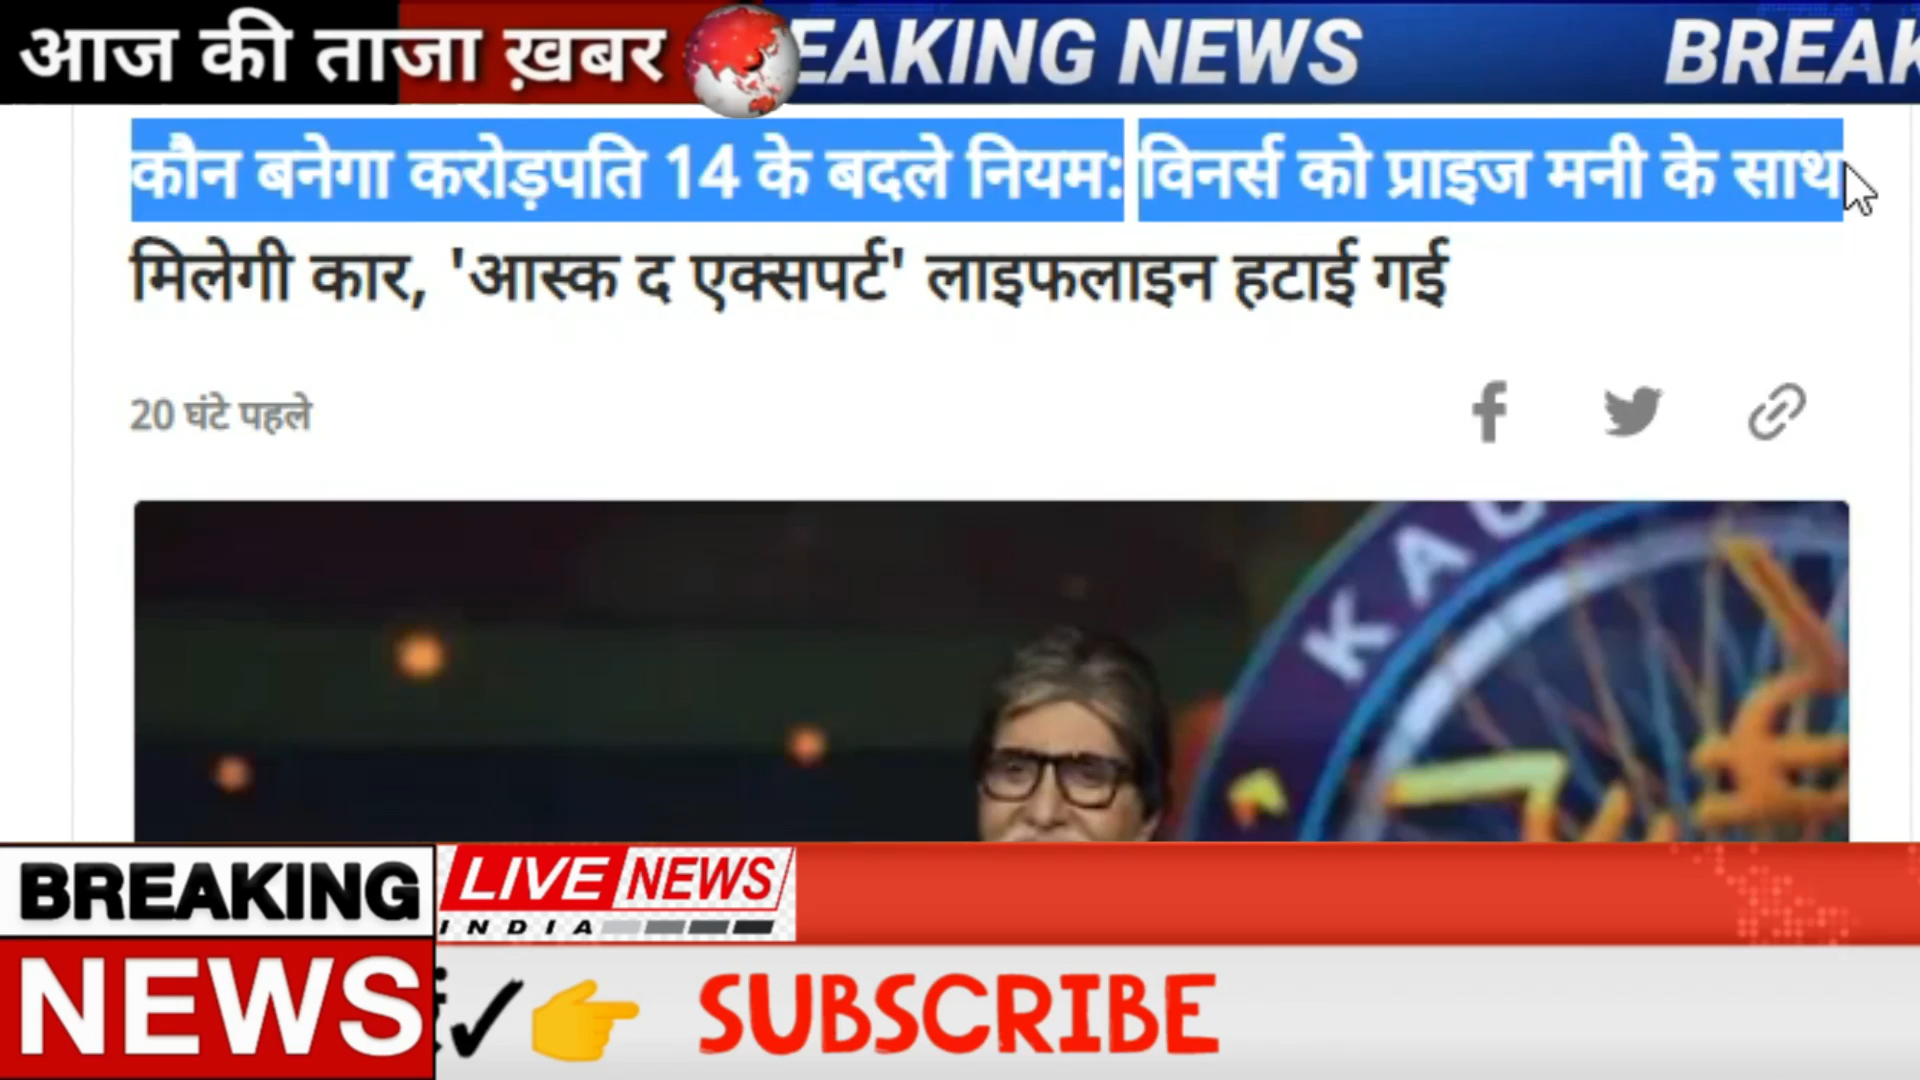 आज की ताजा ख़बर
EAKING NEWS BREAK
कौन बनेगा करोड़पति 14 के बदले नियम: विनर्स को प्राइज मनी के साथ
मिलेगी कार, 'आस्क द एक्सपर्ट' लाइफलाइन हटाई गई
20 घंटे पहले
KAU
BREAKING
NEWS
LIVE NEWS
INDIA
SUBSCRIBE